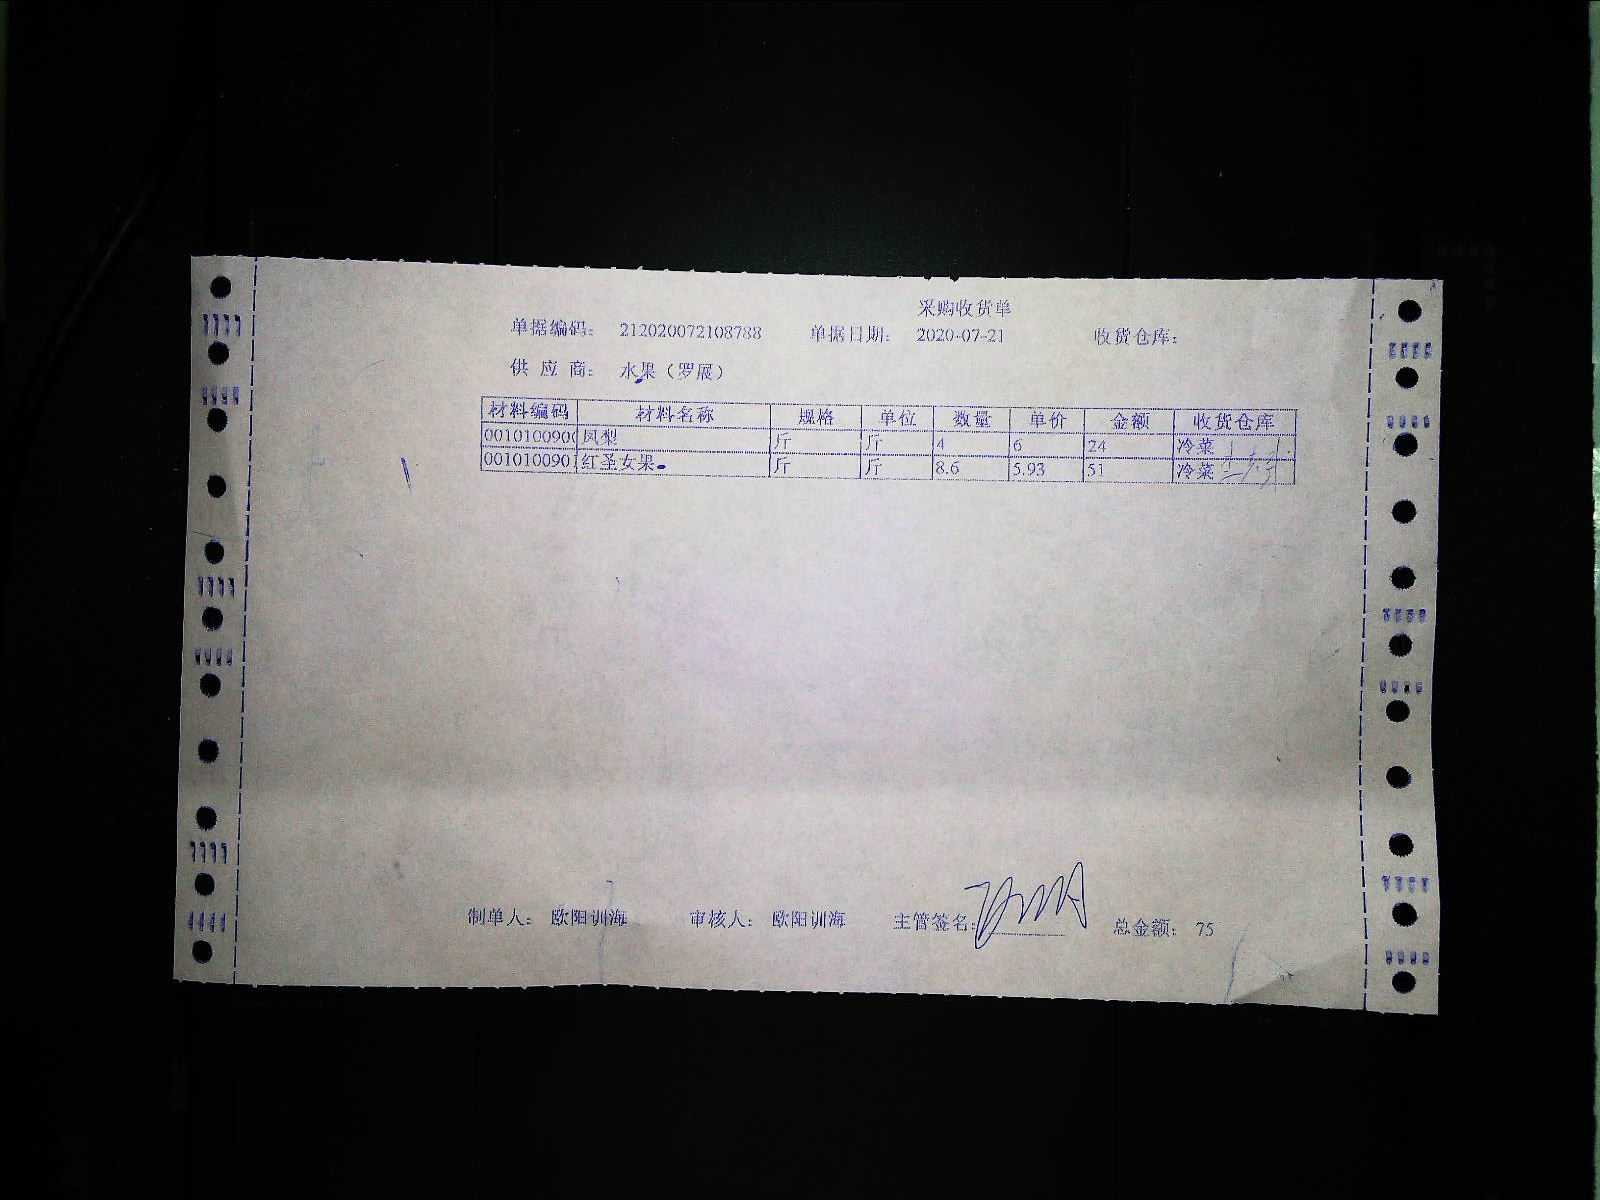 采购收货单
单据编码: 212020072108788 单据日期: 2020-07-21 收货仓库:
供 应 商: 水果（罗展）
材料编码 材料名称 规格 单位 数量 单价 金额 收货仓库
0010100900 凤梨 斤 斤 4 6 24 冷菜
001010090 红圣女果 斤 斤 8.6 5.93 51 冷菜
制单人: 欧阳训海 审核人: 欧阳训海 主管签名: 总金额: 75